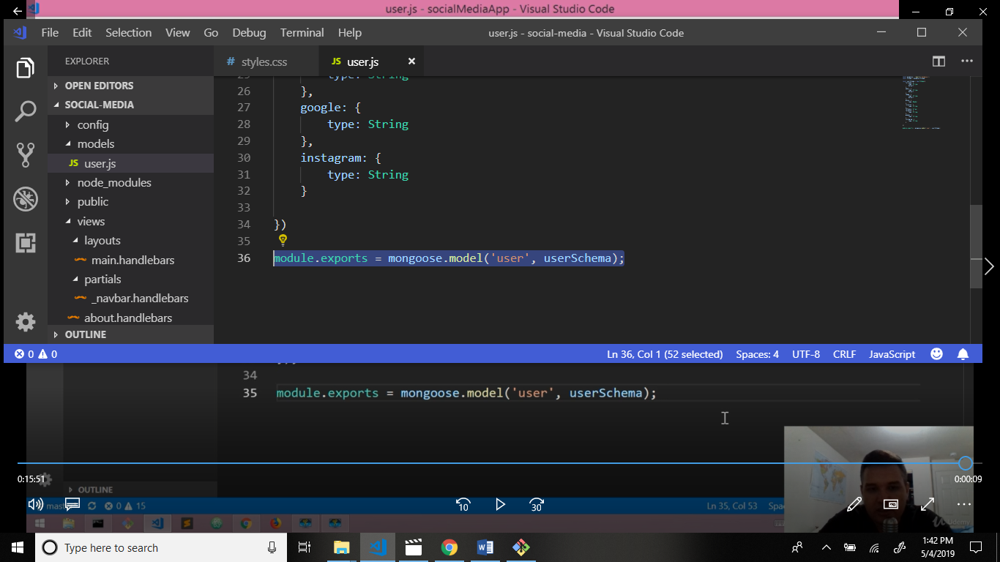 user.js - socialMediaApp - Visual Studio Code
File Edit Selection View Go Debug Terminal Help
user.js - social-media - Visual Studio Code
EXPLORER
# styles.css
JS user.js
OPEN EDITORS
SOCIAL-MEDIA
config
models
JS user.js
node_modules
public
views
layouts
main.handlebars
partials
_navbar.handlebars
about.handlebars
OUTLINE
type: String
26 },
27 google: {
28 type: String
29 },
30 instagram: {
31 type: String
32 }
33
34 })
35
36 module.exports = mongoose.model('user', userSchema);
0 0
Ln 36, Col 1 (52 selected) Spaces: 4 UTF-8 CRLF JavaScript
34
35 module.exports = mongoose.model('user', userSchema);
0:15:51
0:00:09
OUTLINE
10
30
0 15
Ln 35, Col 53
Udemy
Type here to search
1:42 PM
5/4/2019